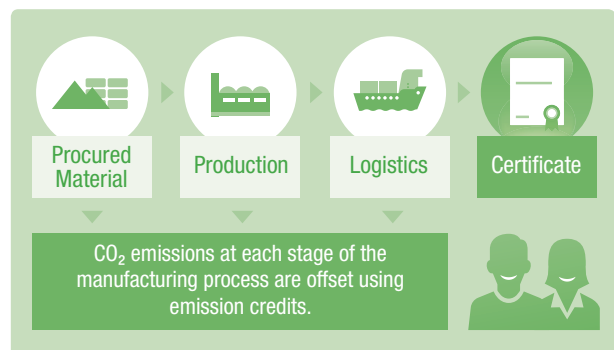 Procured
Material
Production
Logistics
Certificate
CO₂ emissions at each stage of the
manufacturing process are offset using
emission credits.